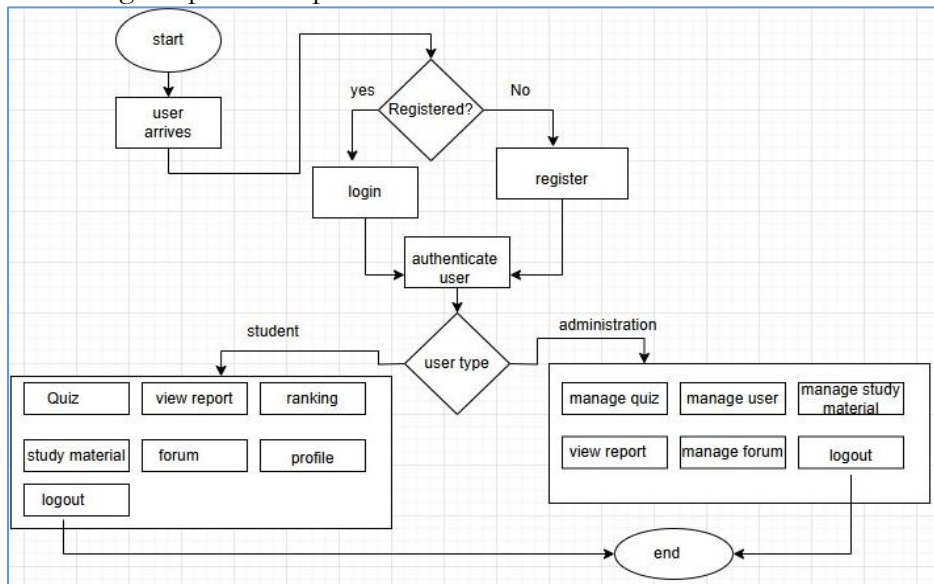 start
user
arrives
Registered?
yes
No
login
register
authenticate
user
user type
student
administration
Quiz
view report
ranking
study material
forum
profile
logout
manage quiz
manage user
manage study
material
view report
manage forum
logout
end